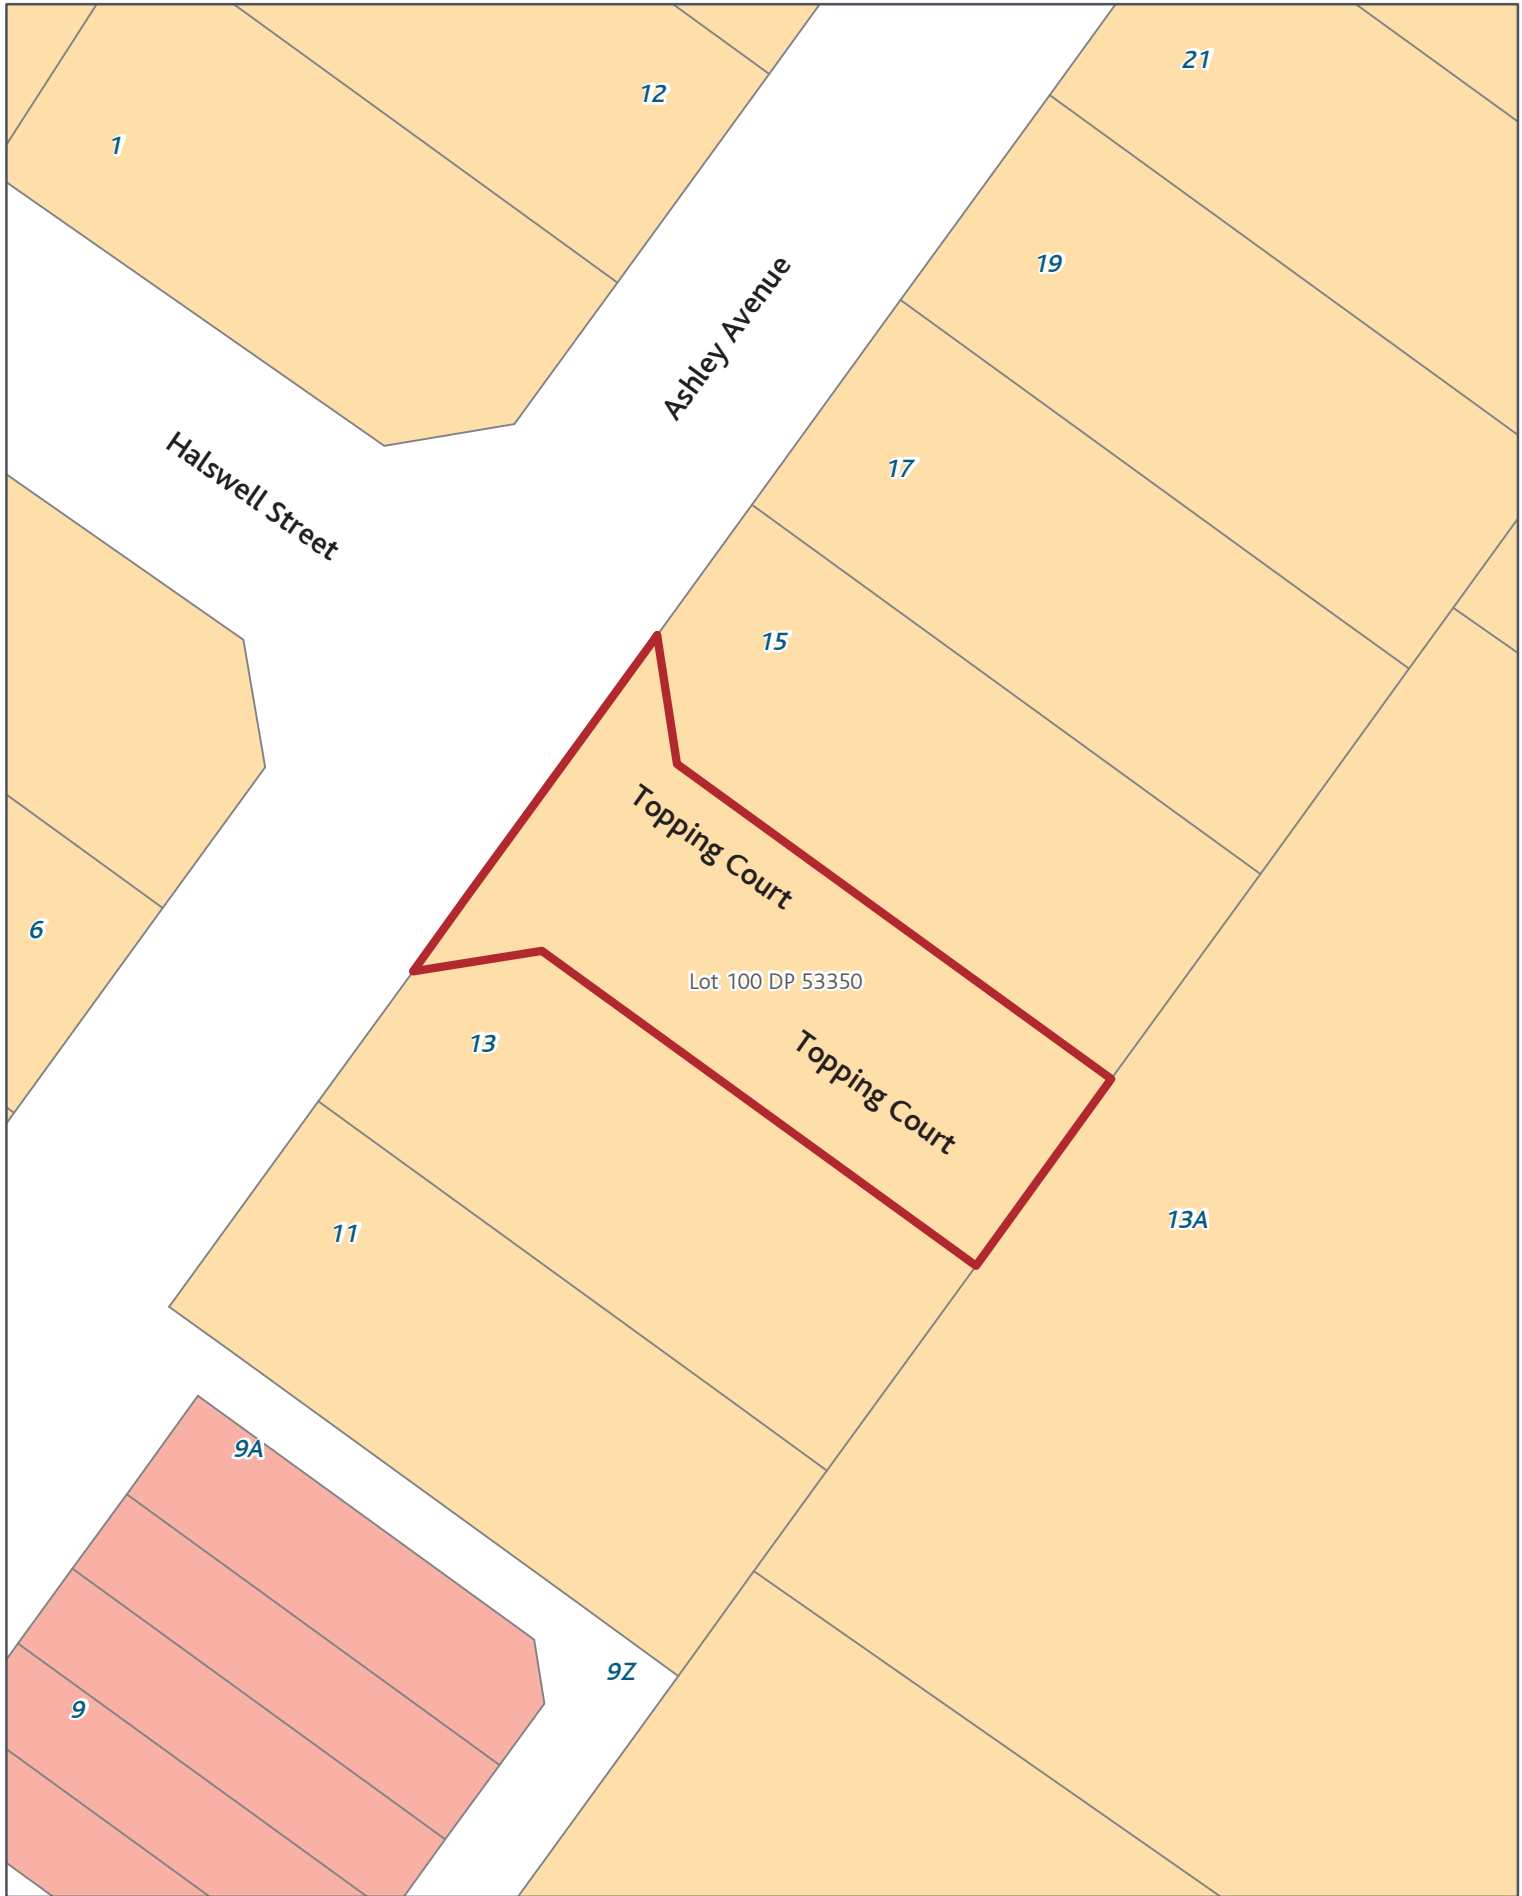 21
12
1
19
Ashley Avenue
17
Halswell Street
15
Topping Court
6
Lot 100 DP 53350
13
Topping Court
13A
11
9A
9Z
9